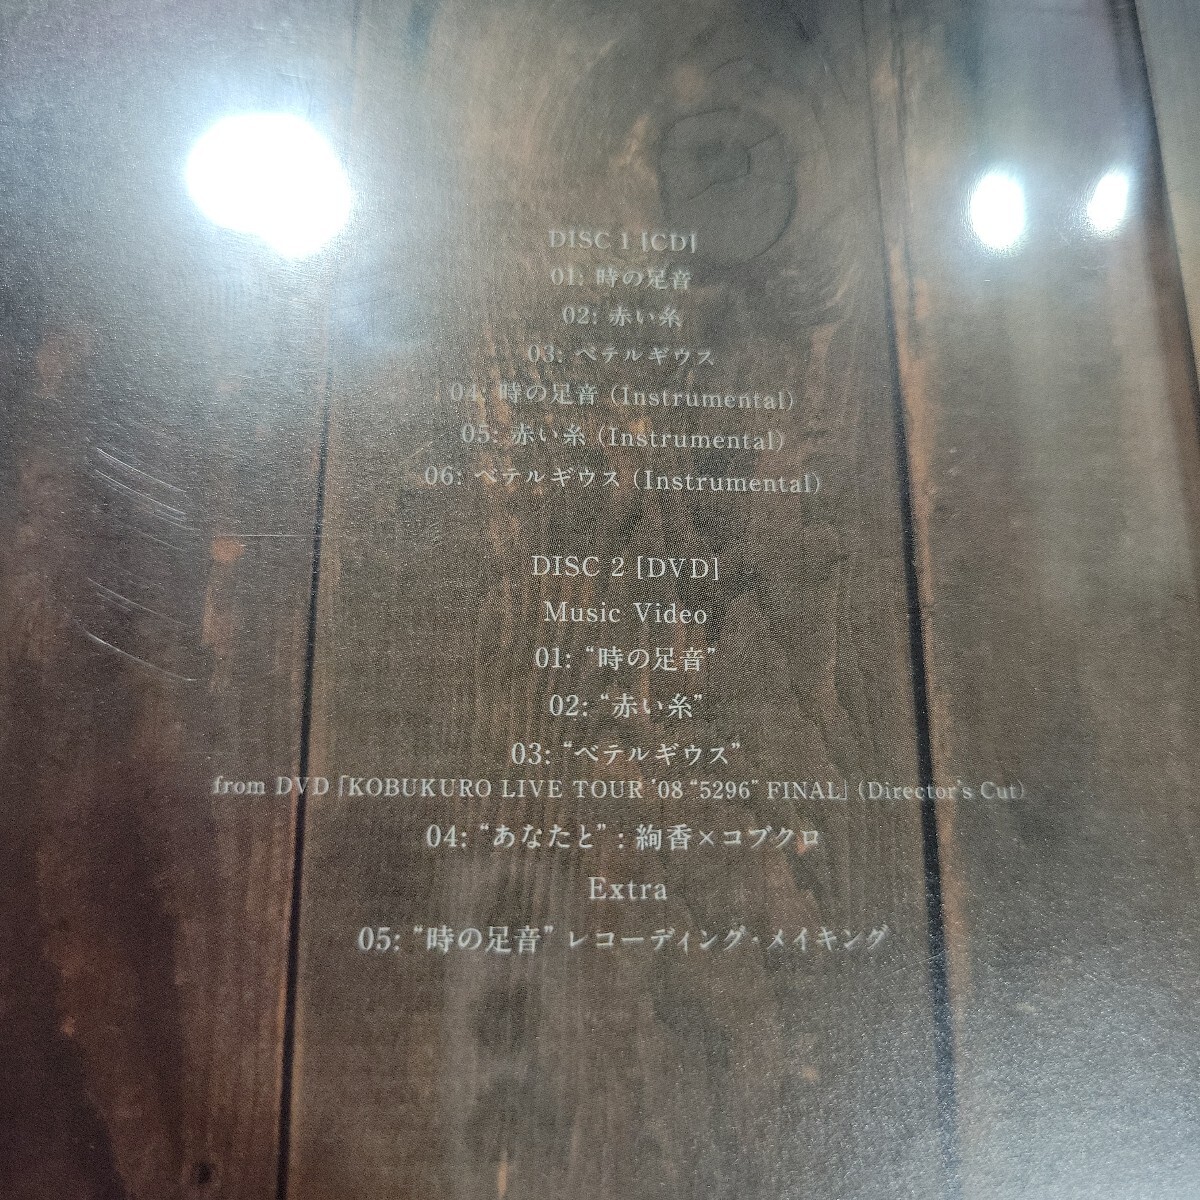 DISC 1 [CD]
01: 時の足音
02: 赤い糸
03: ベテルギウス
04: 時の足音 (Instrumental)
05: 赤い糸 (Instrumental)
06: ベテルギウス (Instrumental)
DISC 2 [DVD]
Music Video
01: “時の足音”
02: “赤い糸”
03: “ベテルギウス”
from DVD「KOBUKURO LIVE TOUR ’08 “5296” FINAL」(Director’s Cut)
04: “あなたと” : 絢香×コブクロ
Extra
05: “時の足音” レコーディング・メイキング